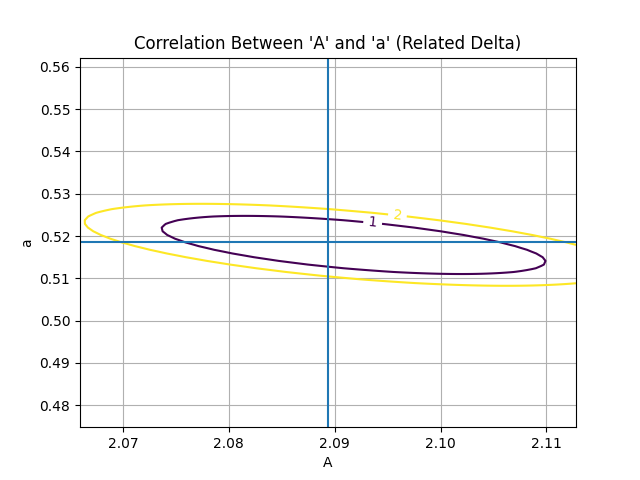 Correlation Between 'A' and 'a' (Related Delta)
0.56
0.55
0.54
0.53
0.52
0.51
0.50
0.49
0.48
a
2
1
2.07 2.08 2.09 2.10 2.11
A